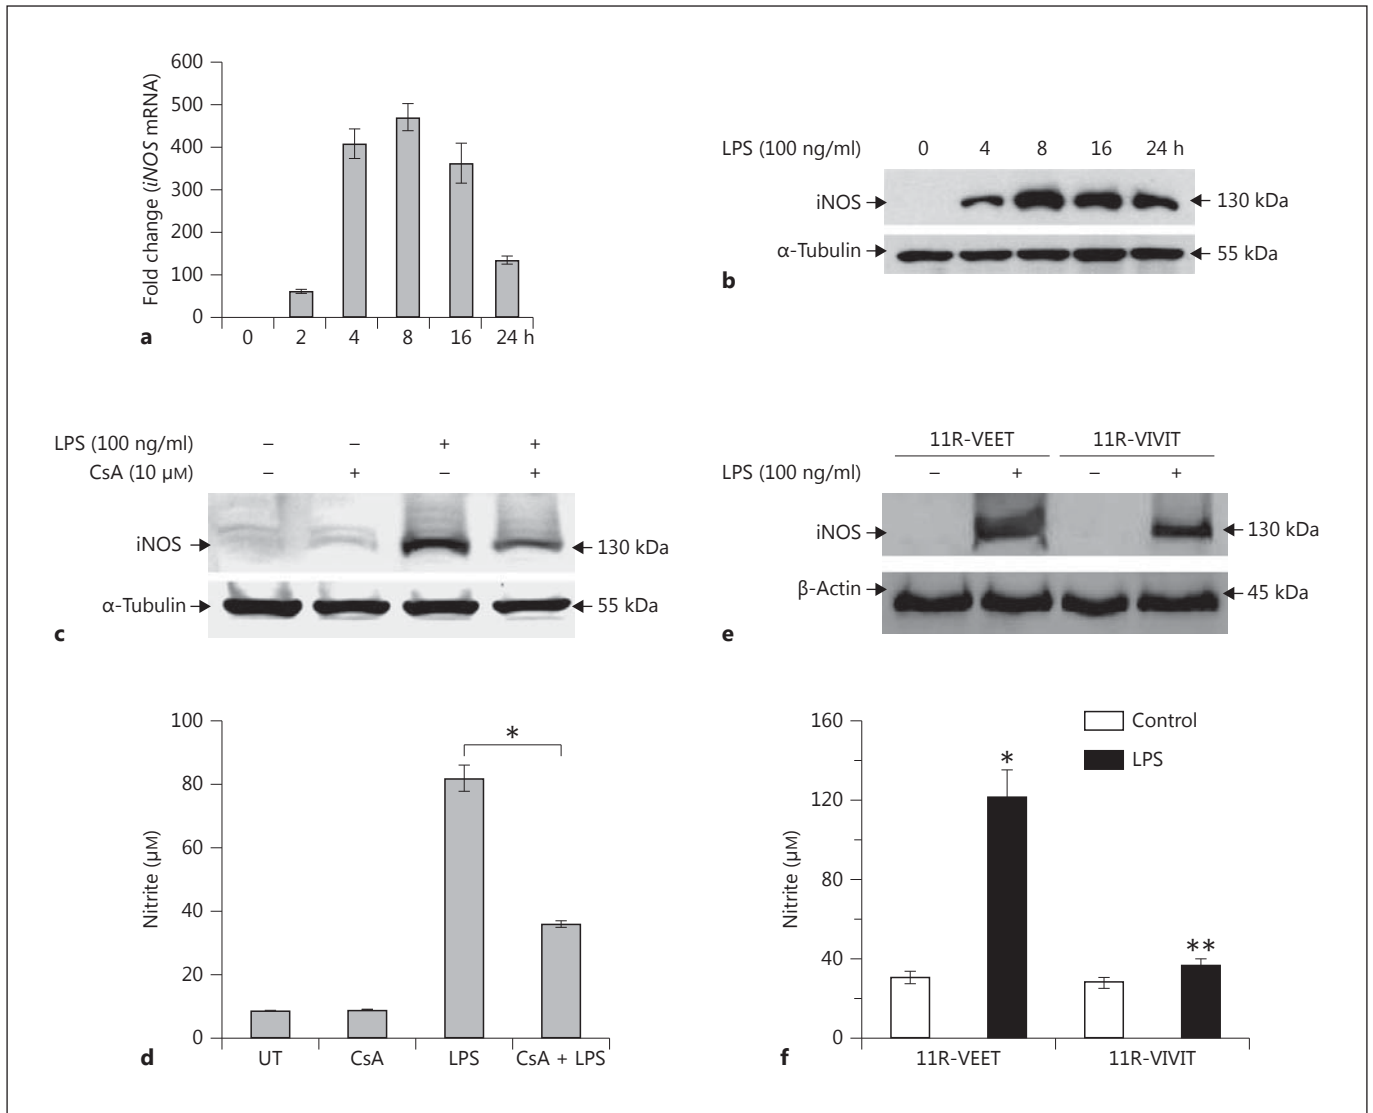 600
500
400
300
200
100
0
Fold change (iNOS mRNA)
0 2 4 8 16 24 h
a
LPS (100 ng/ml) 0 4 8 16 24 h
iNOS 130 kDa
α-Tubulin 55 kDa
b
LPS (100 ng/ml) – – + +
CsA (10 µM) – + – +
iNOS 130 kDa
α-Tubulin 55 kDa
c
11R-VEET 11R-VIVIT
LPS (100 ng/ml) – + – +
iNOS 130 kDa
β-Actin 45 kDa
e
100
80
60
40
20
0
Nitrite (µM)
*
UT CsA LPS CsA + LPS
d
160
120
80
40
0
Nitrite (µM)
Control
LPS
*
**
11R-VEET 11R-VIVIT
f